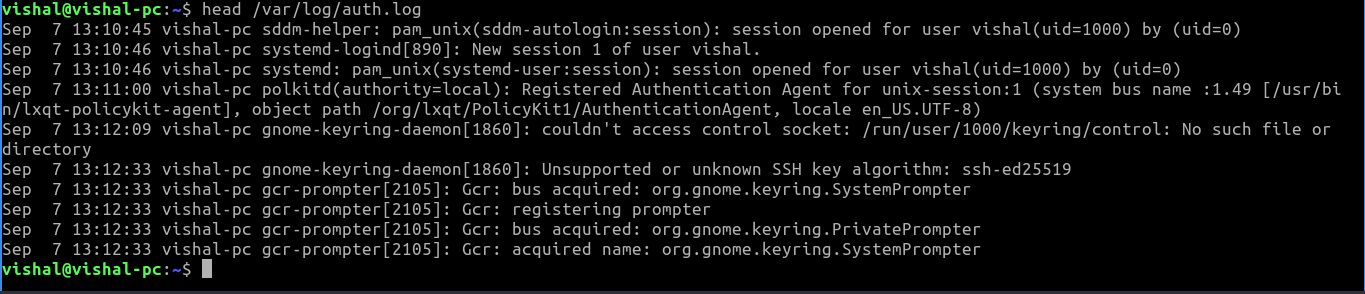 vishal@vishal-pc:~$ head /var/log/auth.log
Sep  7 13:10:45 vishal-pc sddm-helper: pam_unix(sddm-autologin:session): session opened for user vishal(uid=1000) by (uid=0)
Sep  7 13:10:46 vishal-pc systemd-logind[890]: New session 1 of user vishal.
Sep  7 13:10:46 vishal-pc systemd: pam_unix(systemd-user:session): session opened for user vishal(uid=1000) by (uid=0)
Sep  7 13:11:00 vishal-pc polkitd(authority=local): Registered Authentication Agent for unix-session:1 (system bus name :1.49 [/usr/bi
n/lxqt-policykit-agent], object path /org/lxqt/PolicyKit1/AuthenticationAgent, locale en_US.UTF-8)
Sep  7 13:12:09 vishal-pc gnome-keyring-daemon[1860]: couldn't access control socket: /run/user/1000/keyring/control: No such file or
directory
Sep  7 13:12:33 vishal-pc gnome-keyring-daemon[1860]: Unsupported or unknown SSH key algorithm: ssh-ed25519
Sep  7 13:12:33 vishal-pc gcr-prompter[2105]: Gcr: bus acquired: org.gnome.keyring.SystemPrompter
Sep  7 13:12:33 vishal-pc gcr-prompter[2105]: Gcr: registering prompter
Sep  7 13:12:33 vishal-pc gcr-prompter[2105]: Gcr: bus acquired: org.gnome.keyring.PrivatePrompter
Sep  7 13:12:33 vishal-pc gcr-prompter[2105]: Gcr: acquired name: org.gnome.keyring.SystemPrompter
vishal@vishal-pc:~$